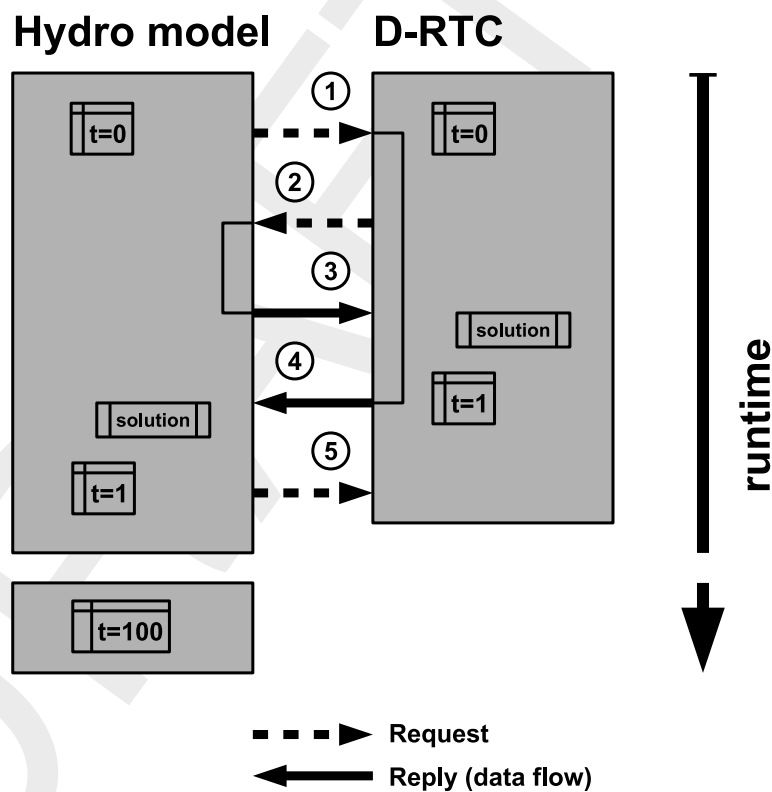 Hydro model
D-RTC
1
t=0
t=0
2
3
solution
4
t=1
solution
5
t=1
runtime
t=100
Request
Reply (data flow)